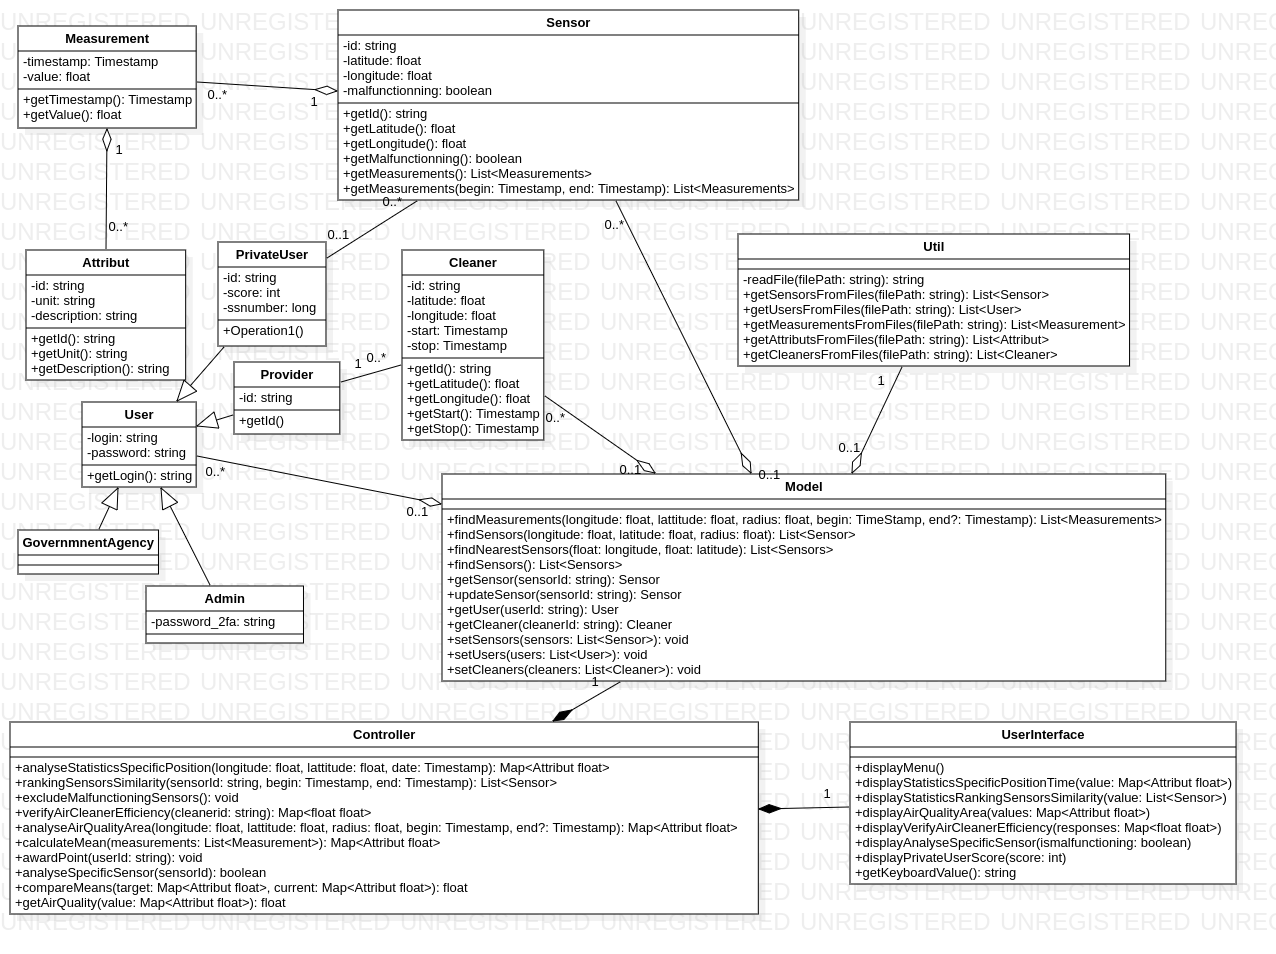 Measurement
-timestamp: Timestamp
-value: float
+getTimestamp(): Timestamp
+getValue(): float
0..*
1
Sensor
-id: string
-latitude: float
-longitude: float
-malfunctionning: boolean
+getId(): string
+getLatitude(): float
+getLongitude(): float
+getMalfunctionning(): boolean
+getMeasurements(): List<Measurements>
+getMeasurements(begin: Timestamp, end: Timestamp): List<Measurements>
1
0..*
0..*
0..1
0..*
Attribut
-id: string
-unit: string
-description: string
+getId(): string
+getUnit(): string
+getDescription(): string
PrivateUser
-id: string
-score: int
-ssnumber: long
+Operation1()
Cleaner
-id: string
-latitude: float
-longitude: float
-start: Timestamp
-stop: Timestamp
+getId(): string
+getLatitude(): float
+getLongitude(): float
+getStart(): Timestamp
+getStop(): Timestamp
Util
-readFile(filePath: string): string
+getSensorsFromFiles(filePath: string): List<Sensor>
+getUsersFromFiles(filePath: string): List<User>
+getMeasurementsFromFiles(filePath: string): List<Measurement>
+getAttributsFromFiles(filePath: string): List<Attribut>
+getCleanersFromFiles(filePath: string): List<Cleaner>
Provider
-id: string
+getId()
1
0..*
User
-login: string
-password: string
+getLogin(): string
0..*
0..1
0..*
0..1
0..1
1
0..1
GovernmnentAgency
Admin
-password_2fa: string
Model
+findMeasurements(longitude: float, lattitude: float, radius: float, begin: TimeStamp, end?: Timestamp): List<Measurements>
+findSensors(longitude: float, latitude: float, radius: float): List<Sensor>
+findNearestSensors(float: longitude, float: latitude): List<Sensors>
+findSensors(): List<Sensors>
+getSensor(sensorId: string): Sensor
+updateSensor(sensorId: string): Sensor
+getUser(userId: string): User
+getCleaner(cleanerId: string): Cleaner
+setSensors(sensors: List<Sensor>): void
+setUsers(users: List<User>): void
+setCleaners(cleaners: List<Cleaner>): void
1
Controller
+analyseStatisticsSpecificPosition(longitude: float, lattitude: float, date: Timestamp): Map<Attribut float>
+rankingSensorsSimilarity(sensorId: string, begin: Timestamp, end: Timestamp): List<Sensor>
+excludeMalfunctioningSensors(): void
+verifyAirCleanerEfficiency(cleanerid: string): Map<float float>
+analyseAirQualityArea(longitude: float, lattitude: float, radius: float, begin: Timestamp, end?: Timestamp): Map<Attribut float>
+calculateMean(measurements: List<Measurement>): Map<Attribut float>
+awardPoint(userId: string): void
+analyseSpecificSensor(sensorId): boolean
+compareMeans(target: Map<Attribut float>, current: Map<Attribut float>): float
+getAirQuality(value: Map<Attribut float>): float
1
UserInterface
+displayMenu()
+displayStatisticsSpecificPositionTime(value: Map<Attribut float>)
+displayStatisticsRankingSensorsSimilarity(value: List<Sensor>)
+displayAirQualityArea(values: Map<Attribut float>)
+displayVerifyAirCleanerEfficiency(responses: Map<float float>)
+displayAnalyseSpecificSensor(ismalfunctioning: boolean)
+displayPrivateUserScore(score: int)
+getKeyboardValue(): string
UNREGISTERED